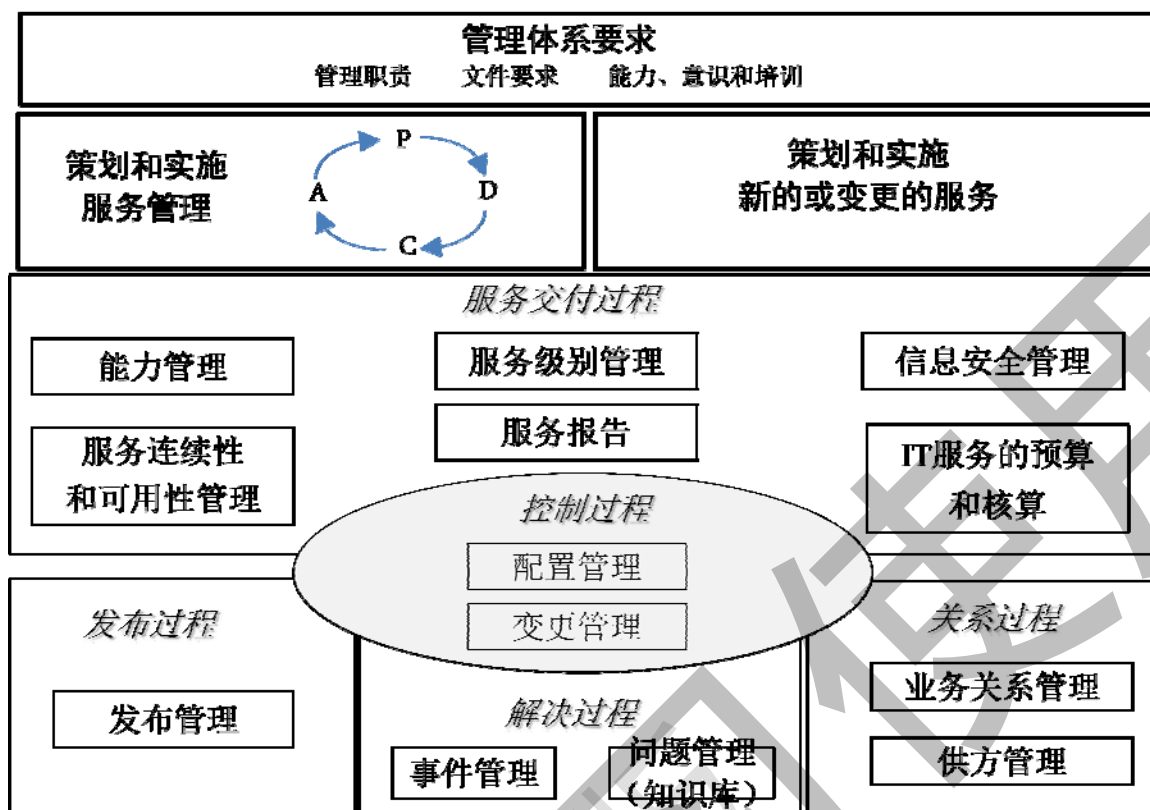 管理体系要求
管理职责 文件要求 能力、意识和培训
策划和实施
服务管理
P
A
D
C
策划和实施
新的或变更的服务
服务交付过程
能力管理
服务级别管理
信息安全管理
服务连续性
和可用性管理
服务报告
IT服务的预算
和核算
控制过程
配置管理
变更管理
发布过程
发布管理
解决过程
事件管理
问题管理
（知识库）
关系过程
业务关系管理
供方管理